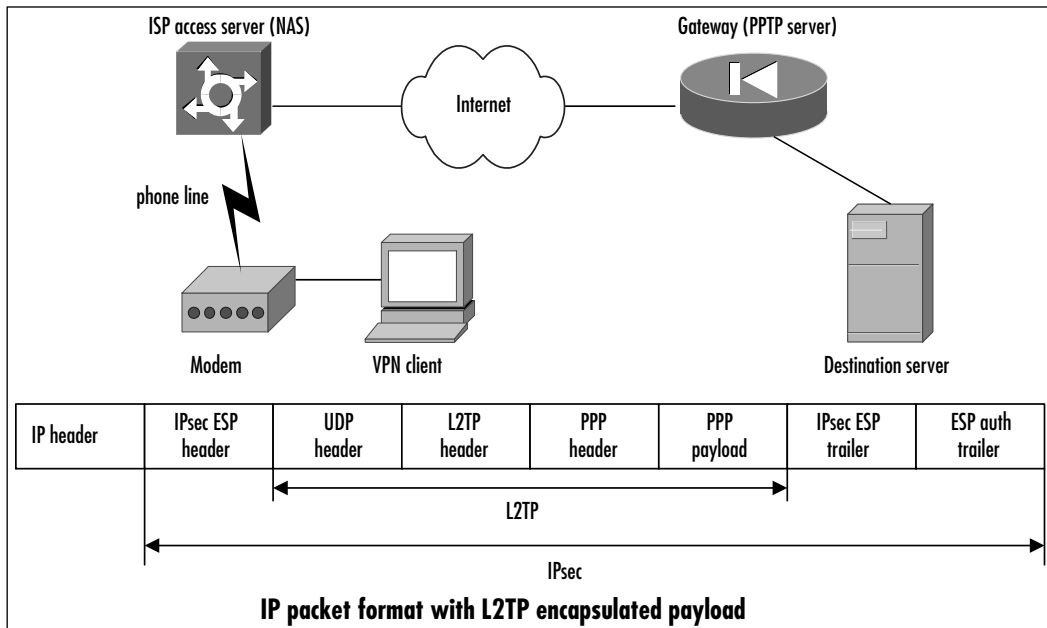 ISP access server (NAS)
Gateway (PPTP server)
Internet
phone line
Modem
VPN client
Destination server
IP header
IPsec ESP
header
UDP
header
L2TP
header
PPP
header
PPP
payload
IPsec ESP
trailer
ESP auth
trailer
L2TP
IPsec
IP packet format with L2TP encapsulated payload